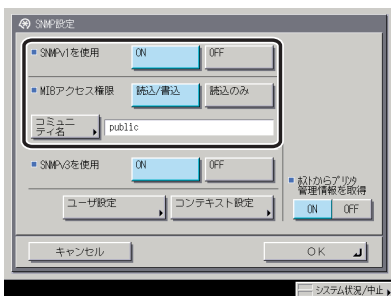 SNMP設定
SNMPv1を使用 ON OFF
MIBアクセス権限 読込/書込 読込のみ
コミュニ
ティ名 public
SNMPv3を使用 ON OFF
ユーザ設定 コンテキスト設定
ホストからプリンタ
管理情報を取得
ON OFF
キャンセル OK
システム状況/中止